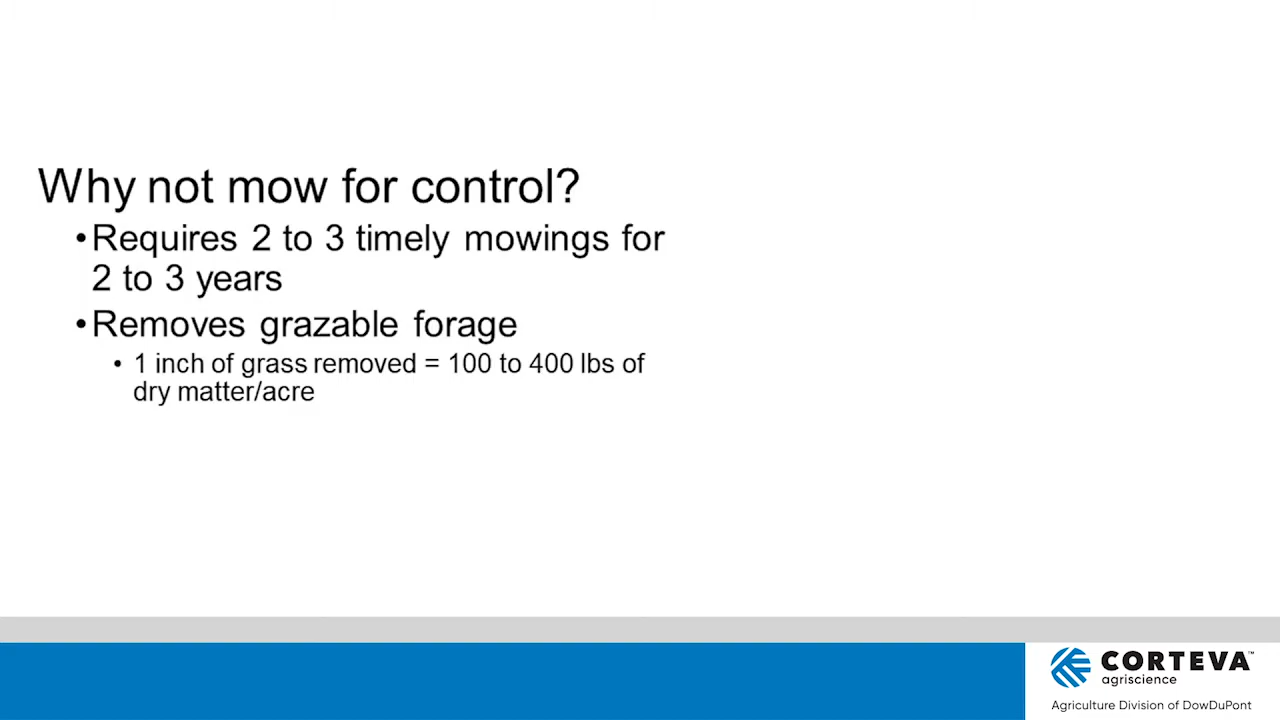 Why not mow for control?
•Requires 2 to 3 timely mowings for
2 to 3 years
•Removes grazable forage
• 1 inch of grass removed = 100 to 400 lbs of
dry matter/acre
CORTEVA™
agriscience
Agriculture Division of DowDuPont